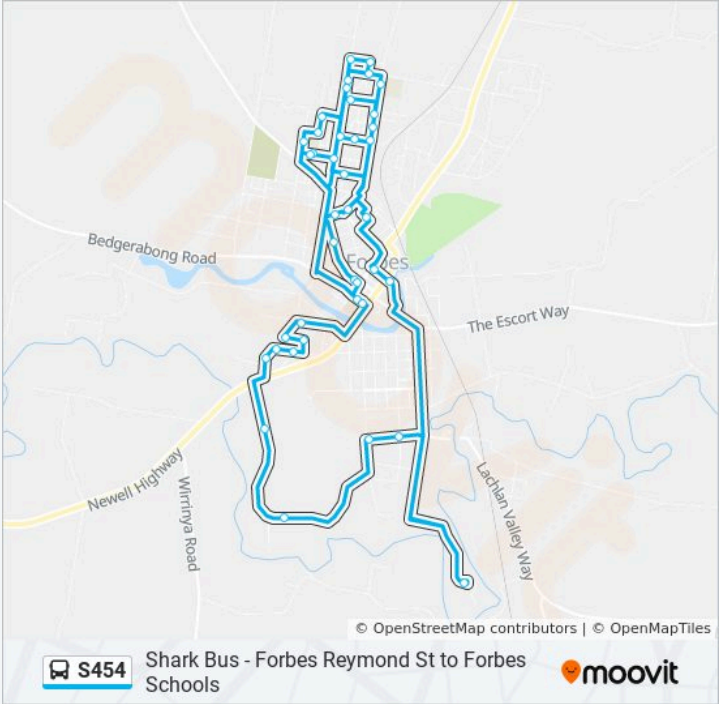 Bedgerabong Road
Forbes
The Escort Way
Newell Highway
Wirrinya Road
Lachlan Valley Way
© OpenStreetMap contributors | © OpenMapTiles
S454
Shark Bus - Forbes Reymond St to Forbes
Schools
moovit